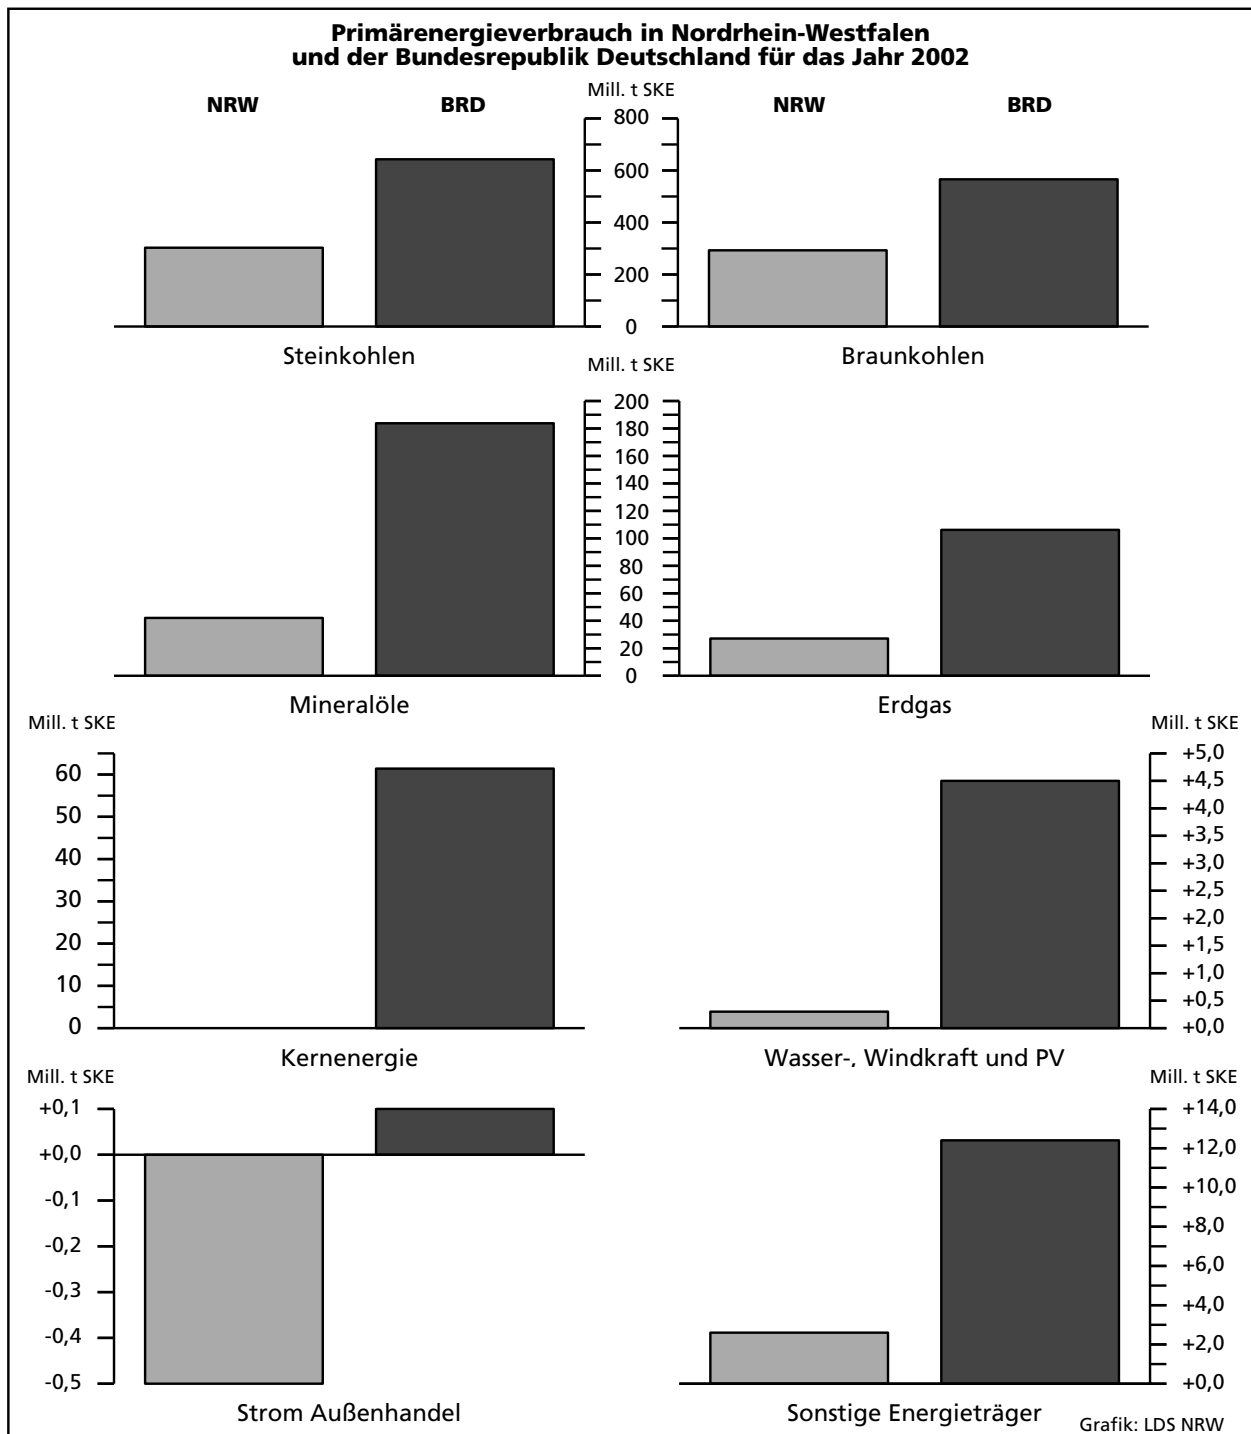 Primärenergieverbrauch in Nordrhein-Westfalen
und der Bundesrepublik Deutschland für das Jahr 2002
NRW
BRD
Mill. t SKE
NRW
BRD
800
600
400
200
0
Steinkohlen
Braunkohlen
Mill. t SKE
200
180
160
140
120
100
80
60
40
20
0
Mineralöle
Erdgas
Mill. t SKE
60
50
40
30
20
10
0
Kernenergie
Mill. t SKE
+5,0
+4,5
+4,0
+3,5
+3,0
+2,5
+2,0
+1,5
+1,0
+0,5
+0,0
Wasser-, Windkraft und PV
Mill. t SKE
+0,1
+0,0
-0,1
-0,2
-0,3
-0,4
-0,5
Strom Außenhandel
Mill. t SKE
+14,0
+12,0
+10,0
+8,0
+6,0
+4,0
+2,0
+0,0
Sonstige Energieträger
Grafik: LDS NRW